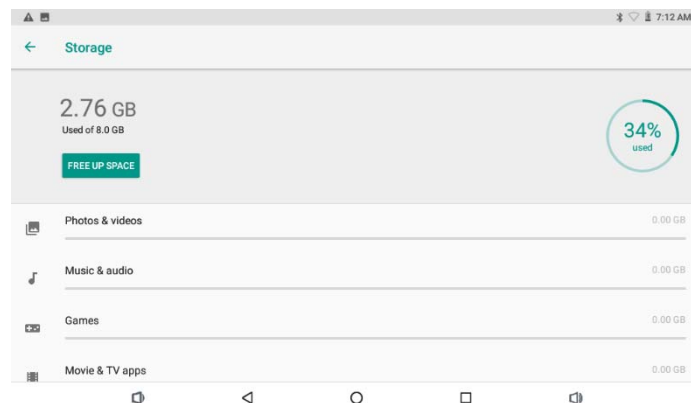 7:12 AM
Storage
2.76 GB
Used of 8.0 GB
34%
used
FREE UP SPACE
Photos & videos 0.00 GB
Music & audio 0.00 GB
Games 0.00 GB
Movie & TV apps 0.00 GB